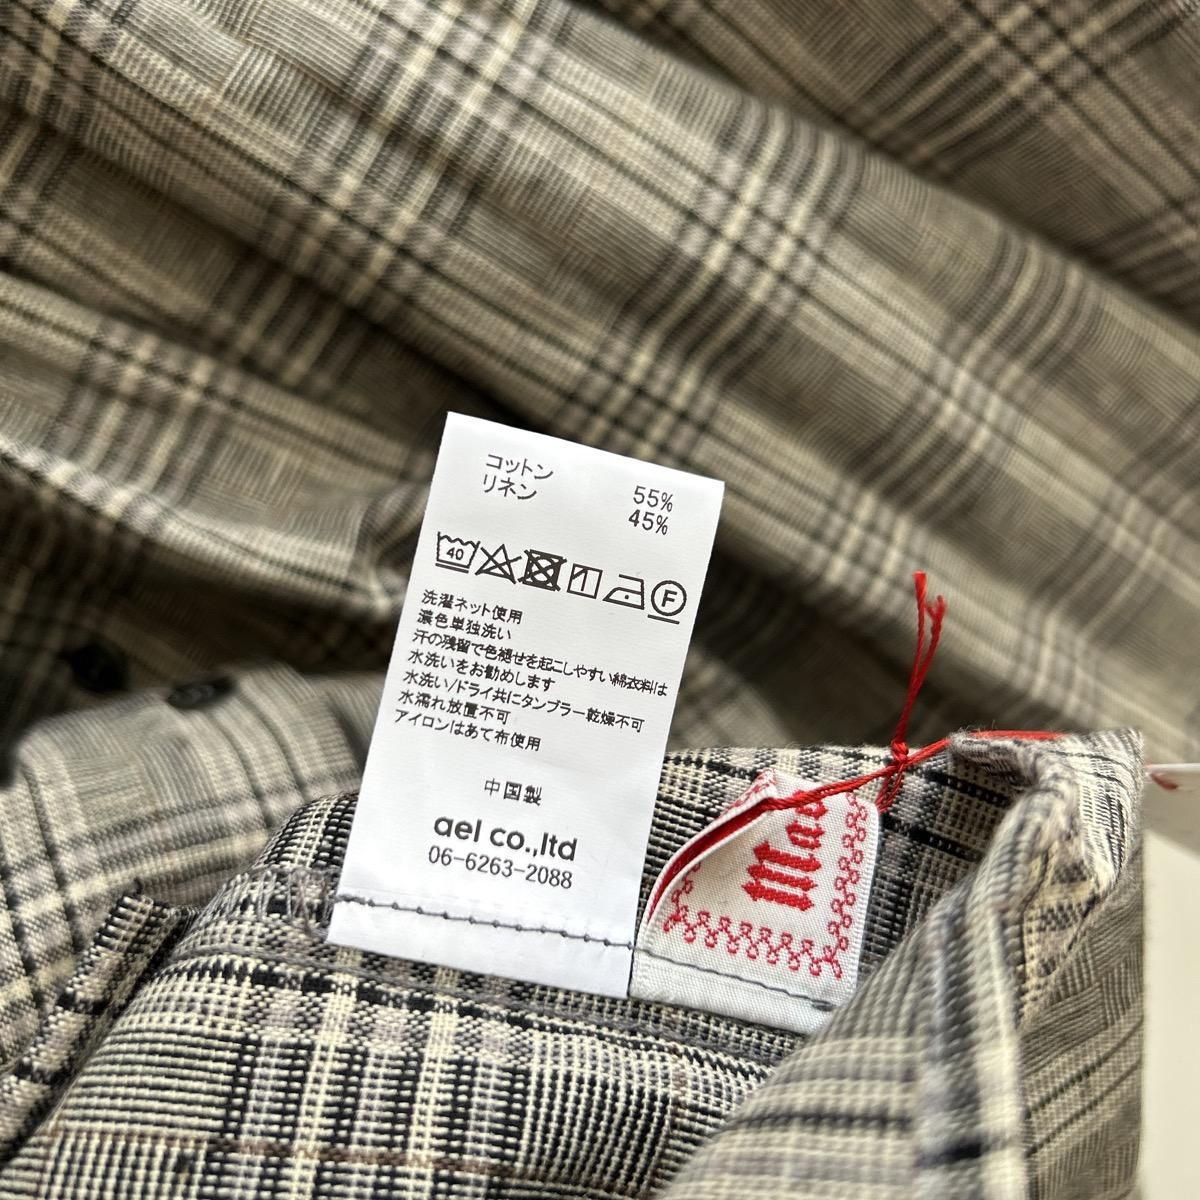 コットン 55%
リネン 45%
40
F
洗濯ネット使用
濃色単独洗い
汗の残留で色褪せを起こしやすい綿衣料は
水洗いをお勧めします
水洗い/ドライ共にタンブラー乾燥不可
水濡れ放置不可
アイロンはあて布使用
中国製
ael co.,ltd
06-6263-2088